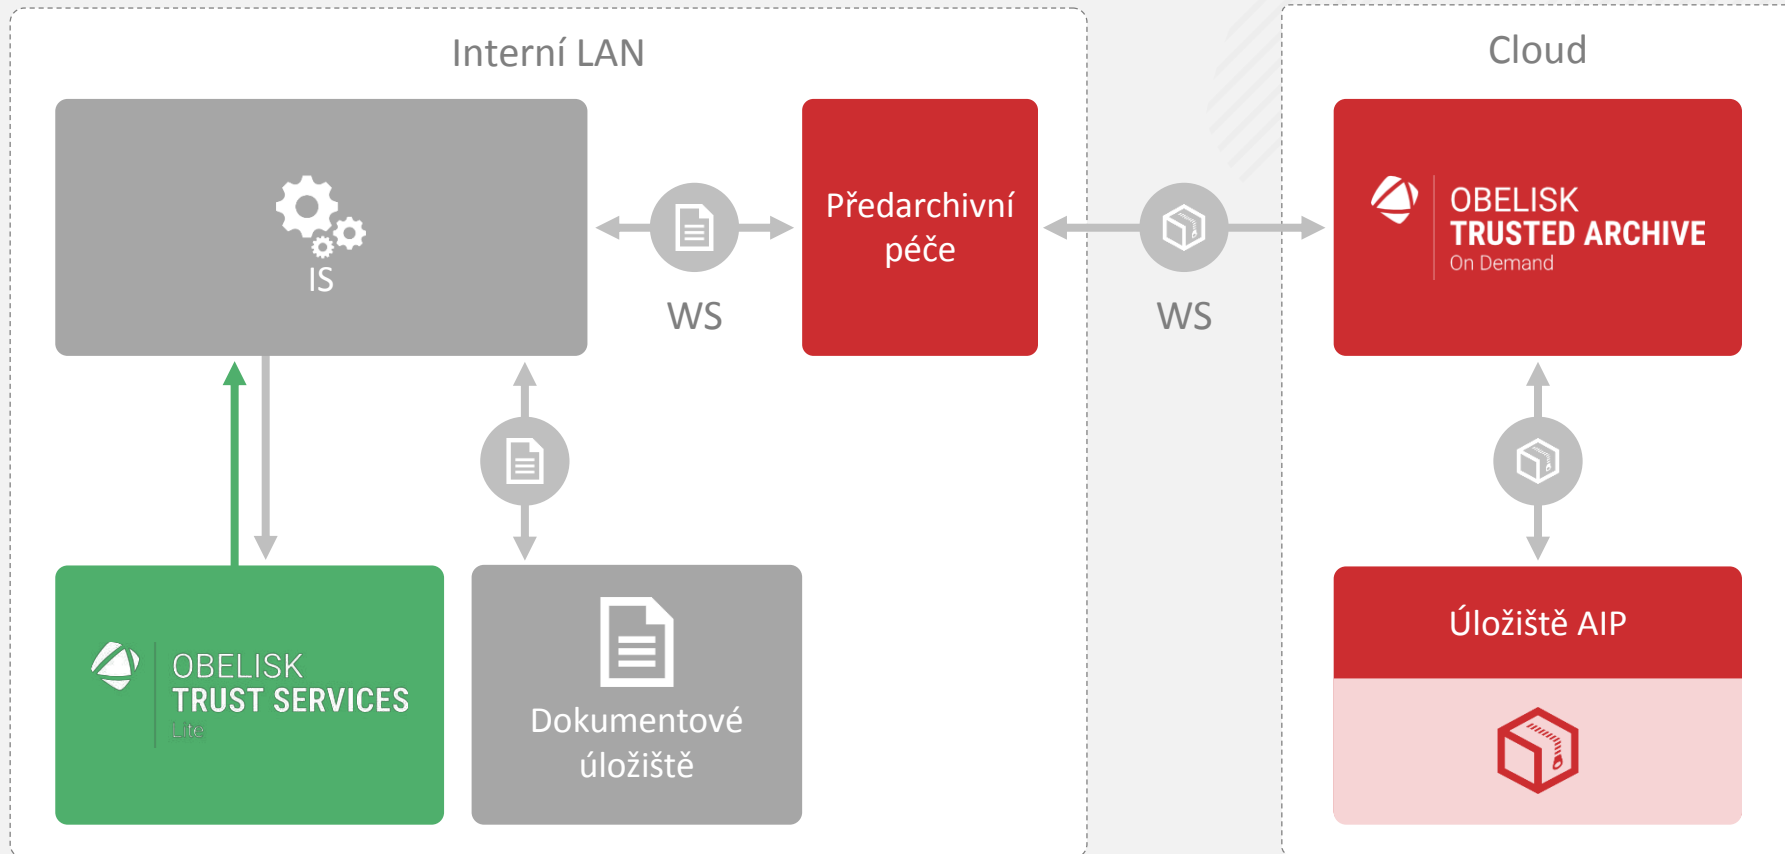 Interní LAN
Cloud
IS
WS
Předarchivní
péče
WS
OBELISK
TRUSTED ARCHIVE
On Demand
OBELISK
TRUST SERVICES
Lite
Dokumentové
úložiště
Úložiště AIP